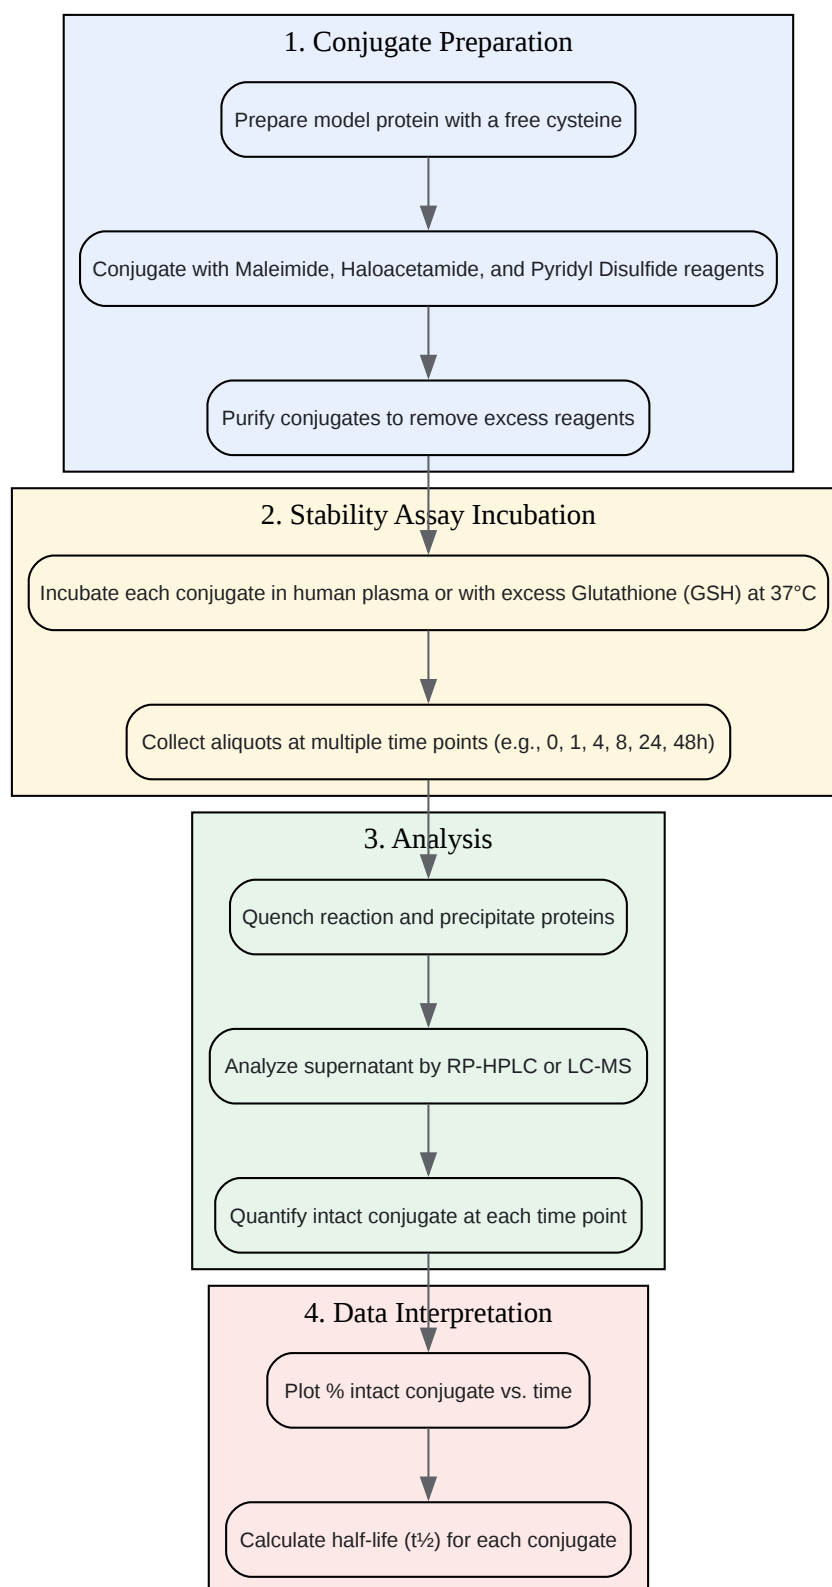 1. Conjugate Preparation
Prepare model protein with a free cysteine
Conjugate with Maleimide, Haloacetamide, and Pyridyl Disulfide reagents
Purify conjugates to remove excess reagents
2. Stability Assay Incubation
Incubate each conjugate in human plasma or with excess Glutathione (GSH) at 37°C
Collect aliquots at multiple time points (e.g., 0, 1, 4, 8, 24, 48h)
3. Analysis
Quench reaction and precipitate proteins
Analyze supernatant by RP-HPLC or LC-MS
Quantify intact conjugate at each time point
4. Data Interpretation
Plot % intact conjugate vs. time
Calculate half-life (t½) for each conjugate